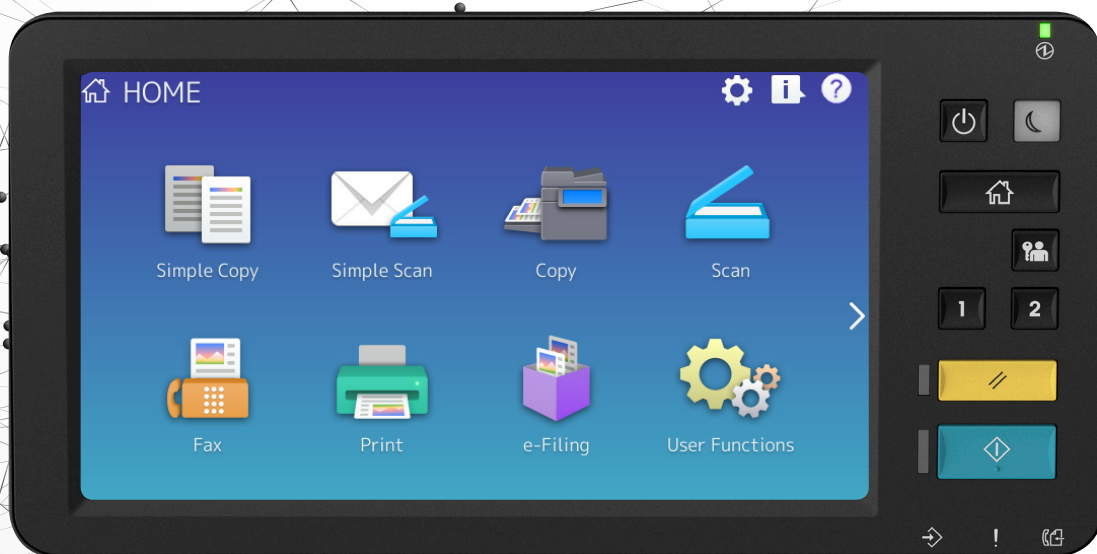 HOME
i ?
Simple Copy Simple Scan Copy Scan
Fax Print e-Filing User Functions
1 2
!